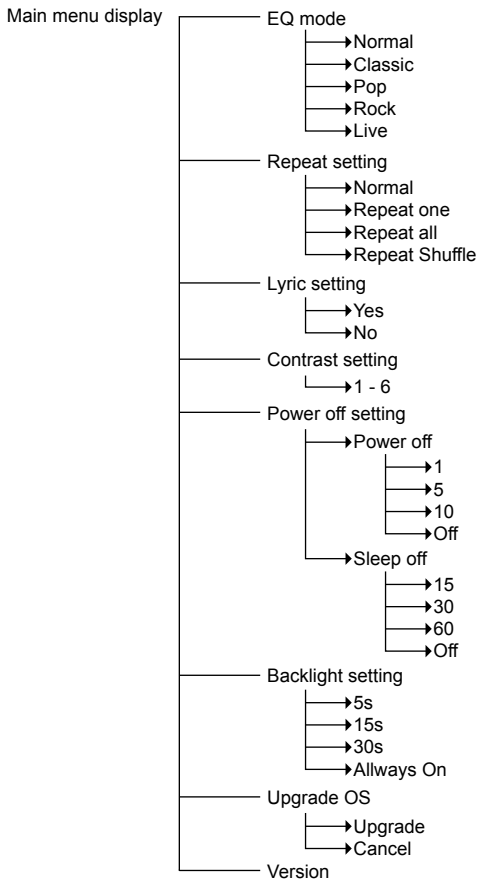 Main menu display
EQ mode
Normal
Classic
Pop
Rock
Live
Repeat setting
Normal
Repeat one
Repeat all
Repeat Shuffle
Lyric setting
Yes
No
Contrast setting
1 - 6
Power off setting
Power off
1
5
10
Off
Sleep off
15
30
60
Off
Backlight setting
5s
15s
30s
Allways On
Upgrade OS
Upgrade
Cancel
Version